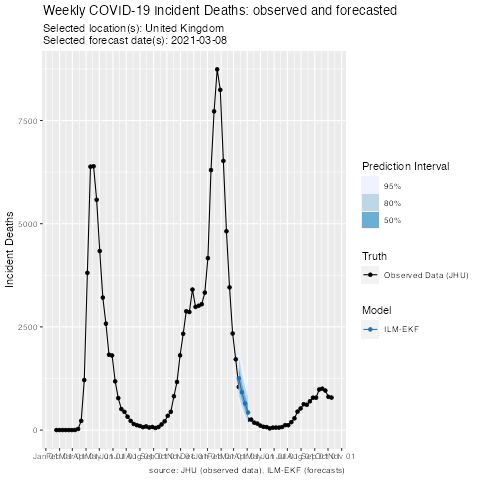 Weekly COVID-19 Incident Deaths: observed and forecasted
Selected location(s): United Kingdom
Selected forecast date(s): 2021-03-08
7500
5000
2500
0
Incident Deaths
source: JHU (observed data), ILM-EKF (forecasts)
Prediction Interval
95%
80%
50%
Truth
Observed Data (JHU)
Model
ILM-EKF